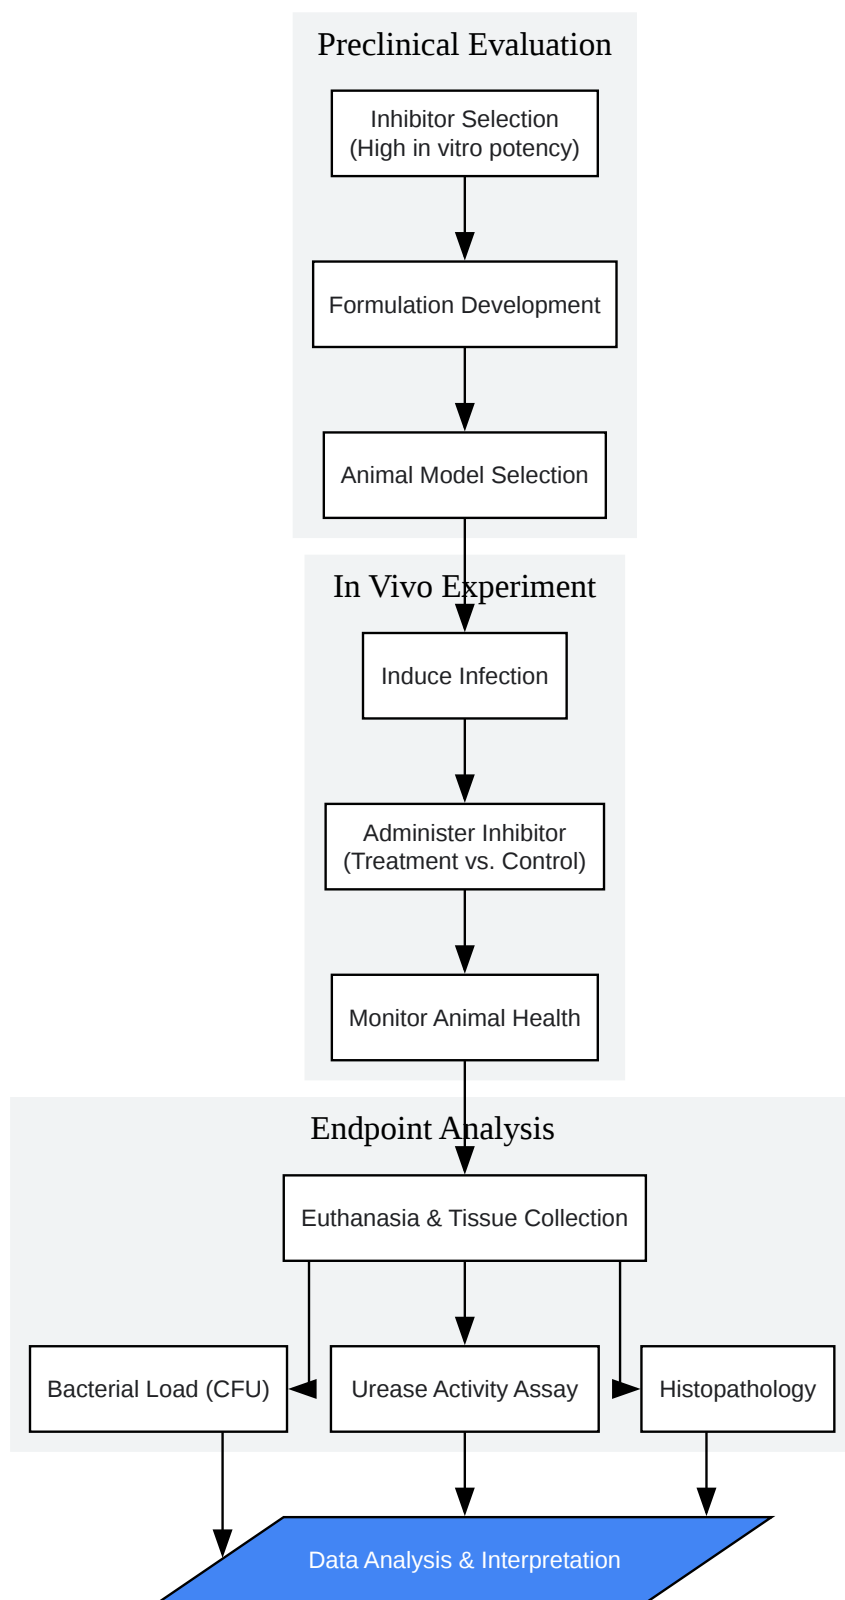 Preclinical Evaluation
Inhibitor Selection
(High in vitro potency)
Formulation Development
Animal Model Selection
In Vivo Experiment
Induce Infection
Administer Inhibitor
(Treatment vs. Control)
Monitor Animal Health
Endpoint Analysis
Euthanasia & Tissue Collection
Bacterial Load (CFU)
Urease Activity Assay
Histopathology
Data Analysis & Interpretation